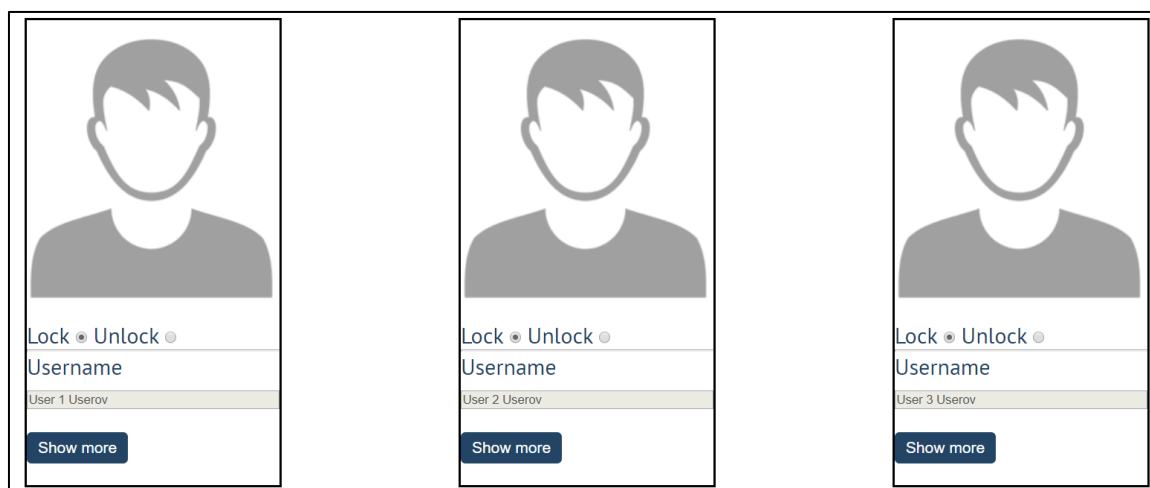 Lock Unlock
Username
User 1 Userov
Show more
Lock Unlock
Username
User 2 Userov
Show more
Lock Unlock
Username
User 3 Userov
Show more